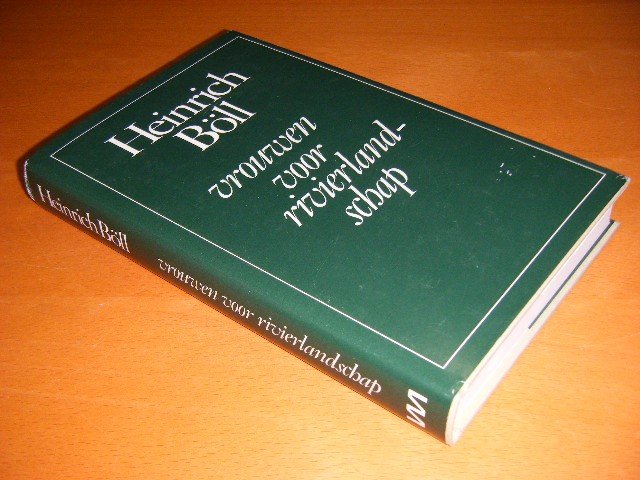 Heinrich
Böll
vrouwen
voor
rivierland-
schap
Heinrich Böll
vrouwen voor rivierlandschap